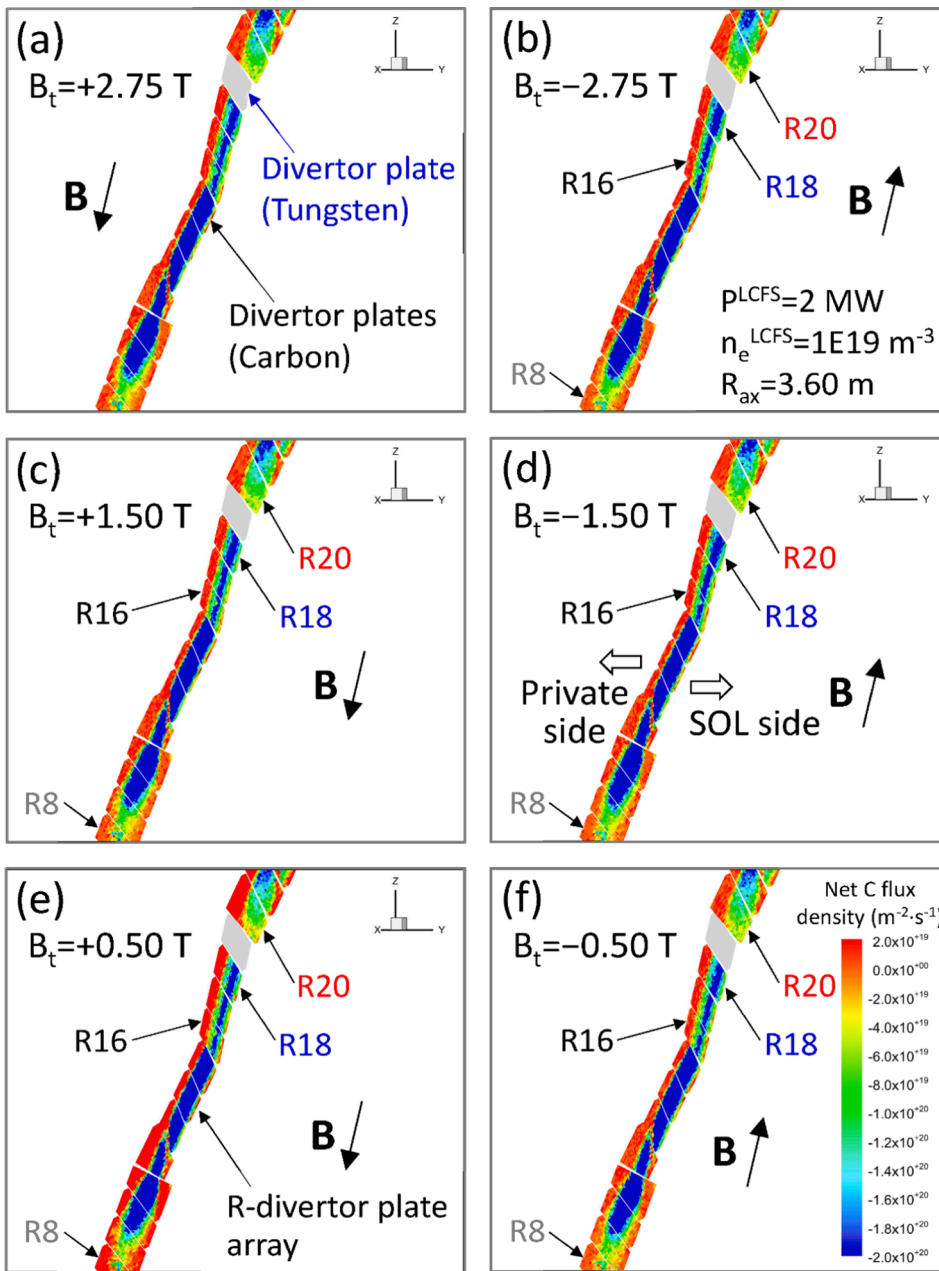 (a)
Z
X
Y
Bt=+2.75 T
B
Divertor plate
(Tungsten)
Divertor plates
(Carbon)
(b)
Z
X
Y
Bt=−2.75 T
R20
R16
R18
B
P^LCFS=2 MW
ne^LCFS=1E19 m⁻³
Rax=3.60 m
R8
(c)
Z
X
Y
Bt=+1.50 T
R20
R16
R18
B
R8
(d)
Z
X
Y
Bt=−1.50 T
R20
R16
R18
Private
side
SOL side
B
R8
(e)
Z
X
Y
Bt=+0.50 T
R20
R16
R18
B
R-divertor plate
array
R8
(f)
Net C flux
density (m⁻²·s⁻¹)
Bt=−0.50 T
R20
R16
R18
B
R8
2.0x10⁺¹⁹
0.0x10⁺⁰⁰
-2.0x10⁺¹⁹
-4.0x10⁺¹⁹
-6.0x10⁺¹⁹
-8.0x10⁺¹⁹
-1.0x10⁺²⁰
-1.2x10⁺²⁰
-1.4x10⁺²⁰
-1.6x10⁺²⁰
-1.8x10⁺²⁰
-2.0x10⁺²⁰